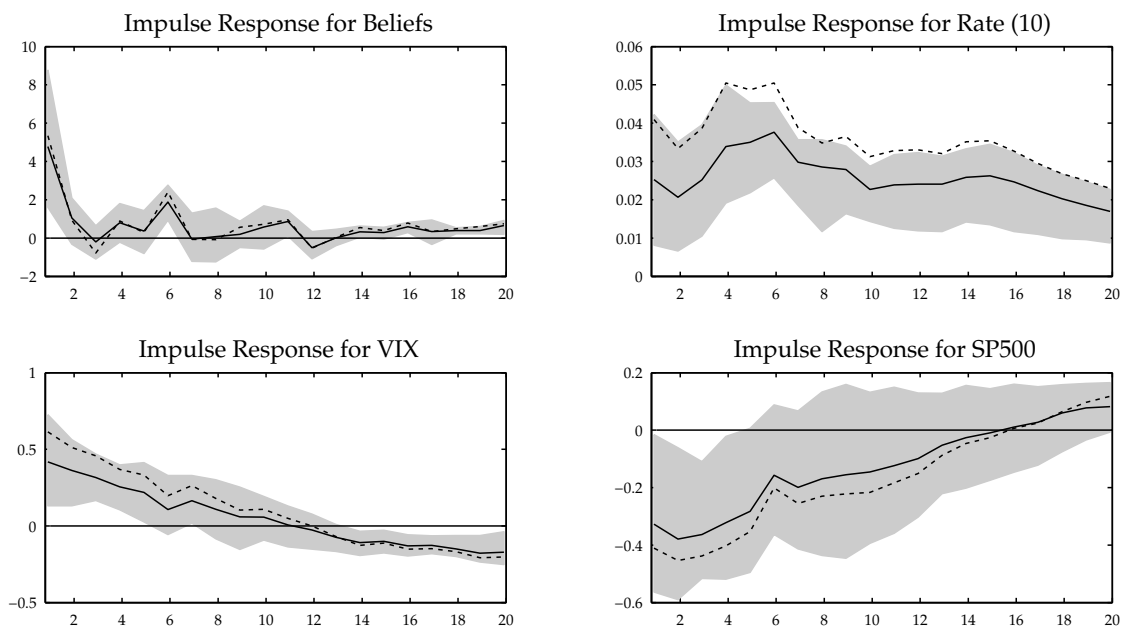 Impulse Response for Beliefs
10
8
6
4
2
0
−2
2 4 6 8 10 12 14 16 18 20
Impulse Response for Rate (10)
0.06
0.05
0.04
0.03
0.02
0.01
0
2 4 6 8 10 12 14 16 18 20
Impulse Response for VIX
1
0.5
0
−0.5
2 4 6 8 10 12 14 16 18 20
Impulse Response for SP500
0.2
0
−0.2
−0.4
−0.6
2 4 6 8 10 12 14 16 18 20